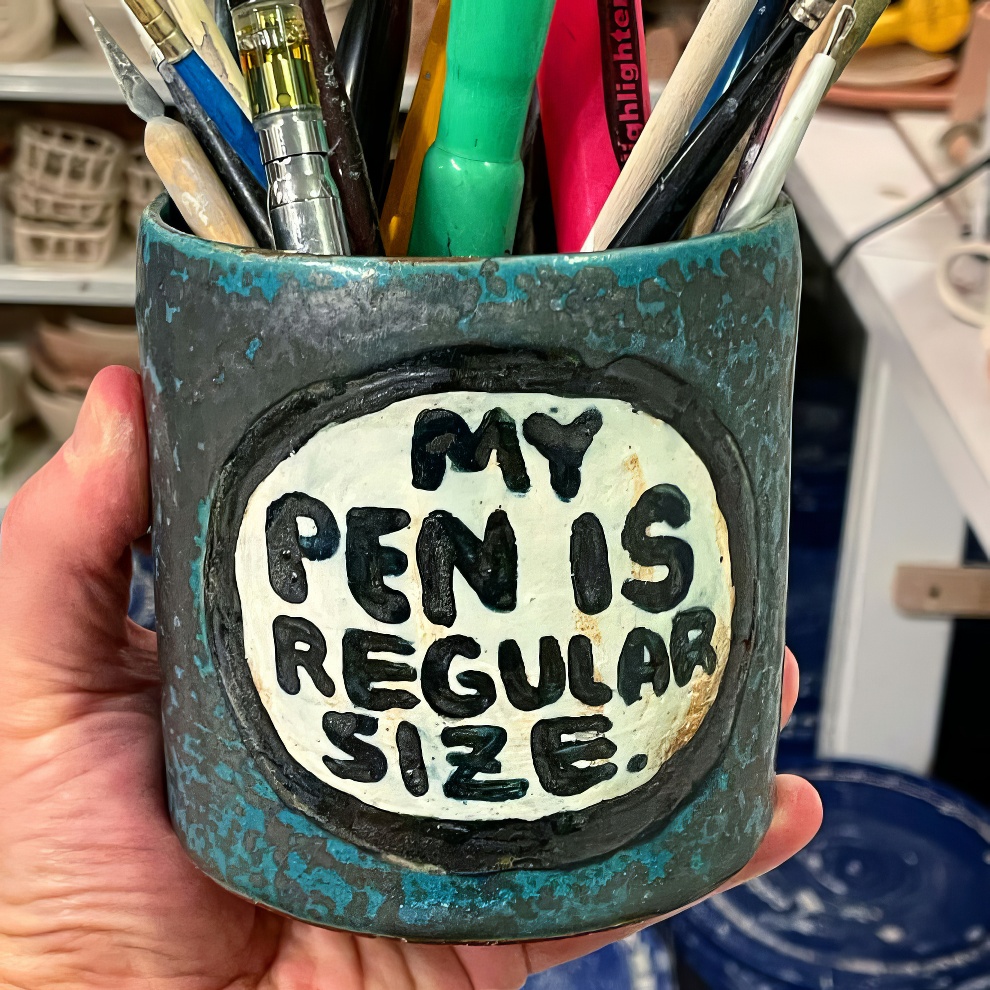 Highlighter
MY
PEN IS
REGULAR
SIZE.